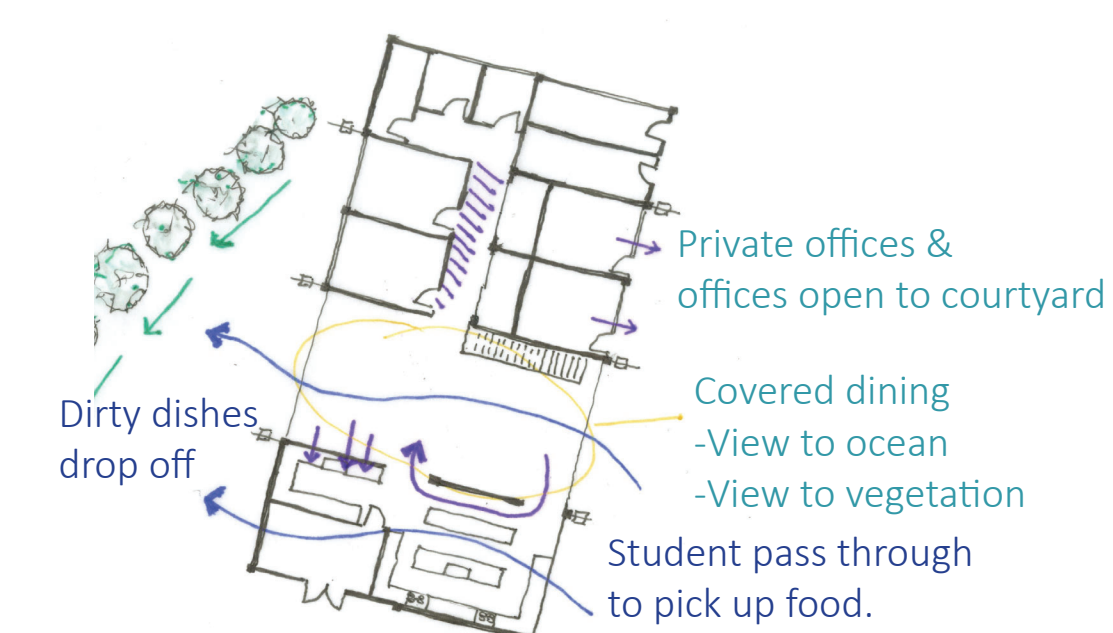 Private offices &
offices open to courtyard
Covered dining
-View to ocean
-View to vegetation
Dirty dishes
drop off
Student pass through
to pick up food.